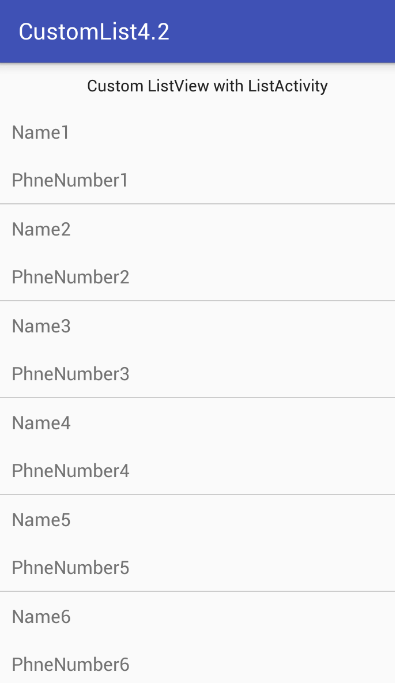 CustomList4.2
Custom ListView with ListActivity
Name1
PhneNumber1
Name2
PhneNumber2
Name3
PhneNumber3
Name4
PhneNumber4
Name5
PhneNumber5
Name6
PhneNumber6